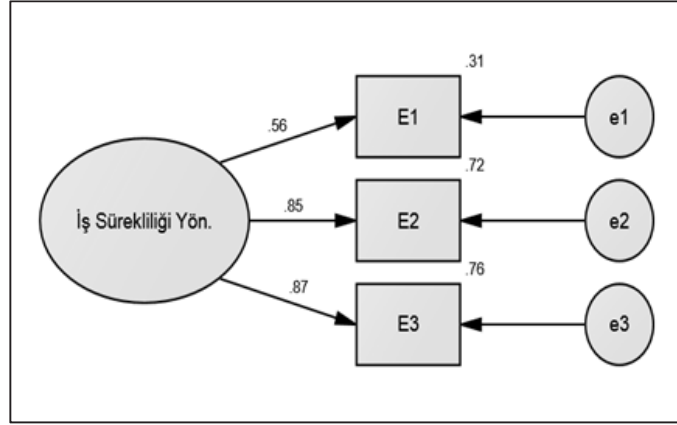 .31
.56
E1
e1
.72
İş Sürekliliği Yön.
.85
E2
e2
.76
.87
E3
e3